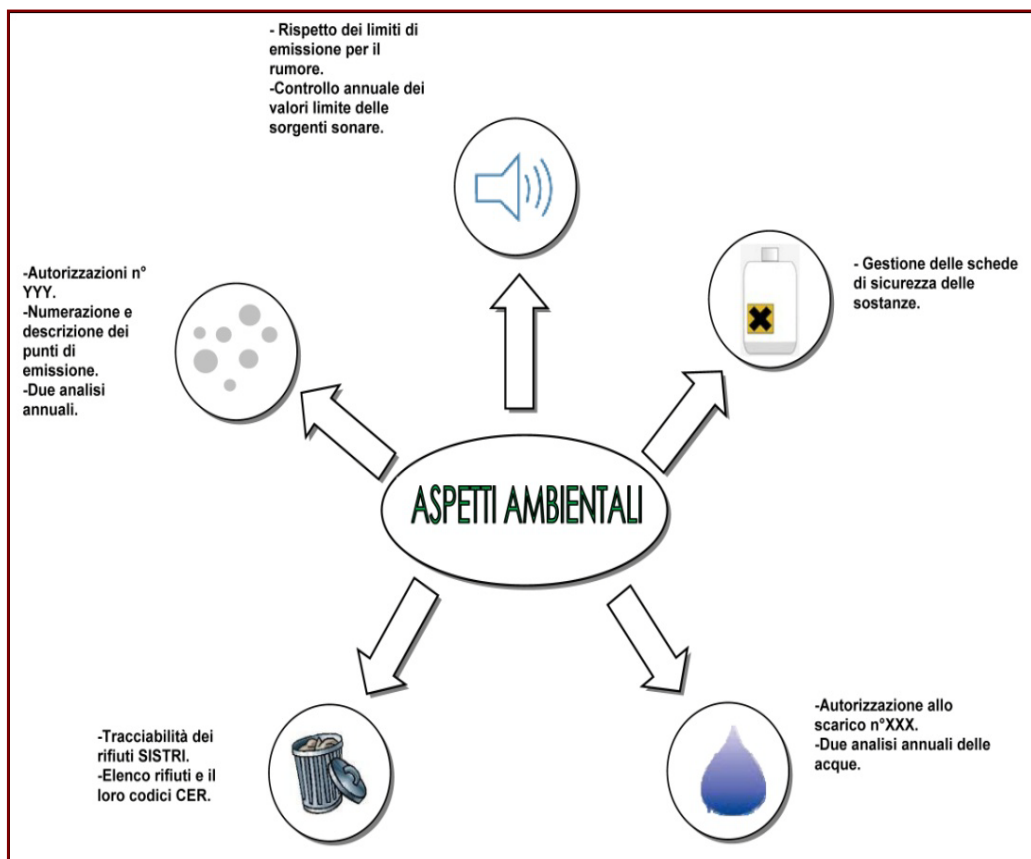 - Rispetto dei limiti di
emissione per il
rumore.
-Controllo annuale dei
valori limite delle
sorgenti sonare.
-Autorizzazioni n°
YYY.
-Numerazione e
descrizione dei
punti di
emissione.
-Due analisi
annuali.
- Gestione delle schede
di sicurezza delle
sostanze.
ASPETTI AMBIENTALI
-Tracciabilità dei
rifiuti SISTRI.
-Elenco rifiuti e il
loro codici CER.
-Autorizzazione allo
scarico n°XXX.
-Due analisi annuali delle
acque.